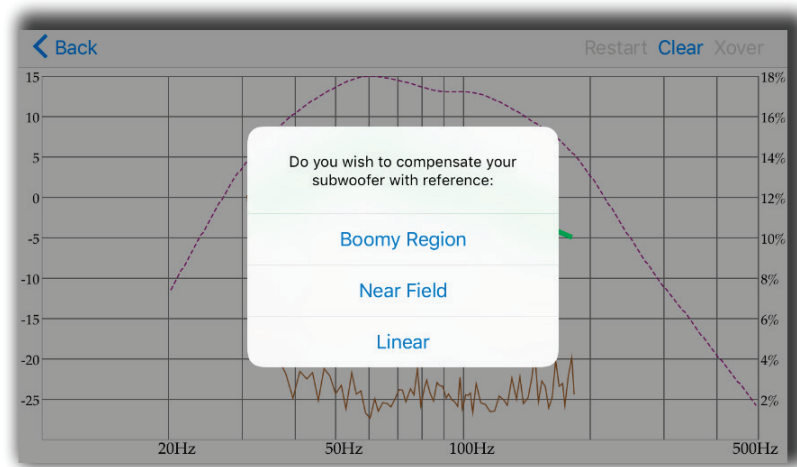 Back
Restart Clear Xover
15
18%
10
16%
5
14%
0
12%
-5
10%
-10
8%
-15
6%
-20
4%
-25
2%
Do you wish to compensate your
subwoofer with reference:
Boomy Region
Near Field
Linear
20Hz 50Hz 100Hz 500Hz